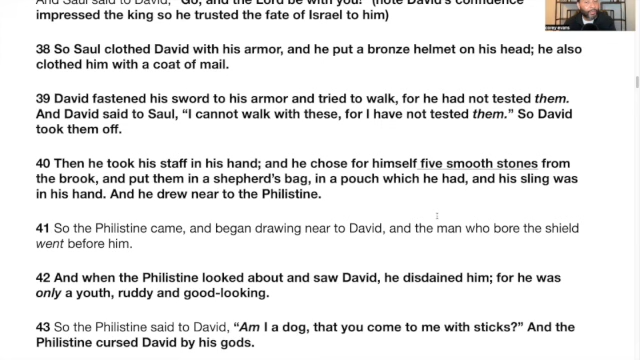 And Saul said to David, "Go, and the Lord be with you!" (note David's confidence
impressed the king so he trusted the fate of Israel to him)
38 So Saul clothed David with his armor, and he put a bronze helmet on his head; he also
clothed him with a coat of mail.
39 David fastened his sword to his armor and tried to walk, for he had not tested them.
And David said to Saul, "I cannot walk with these, for I have not tested them." So David
took them off.
40 Then he took his staff in his hand; and he chose for himself five smooth stones from
the brook, and put them in a shepherd's bag, in a pouch which he had, and his sling was
in his hand. And he drew near to the Philistine.
41 So the Philistine came, and began drawing near to David, and the man who bore the shield
went before him.
42 And when the Philistine looked about and saw David, he disdained him; for he was
only a youth, ruddy and good-looking.
43 So the Philistine said to David, "Am I a dog, that you come to me with sticks?" And the
Philistine cursed David by his gods.